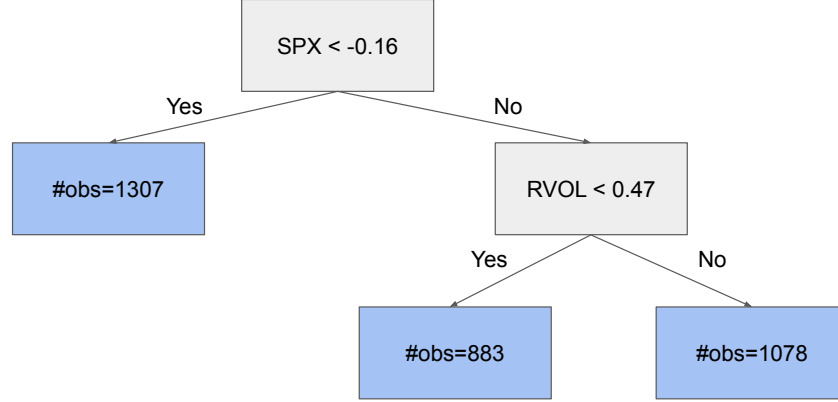 SPX < -0.16
Yes
No
#obs=1307
RVOL < 0.47
Yes
No
#obs=883
#obs=1078